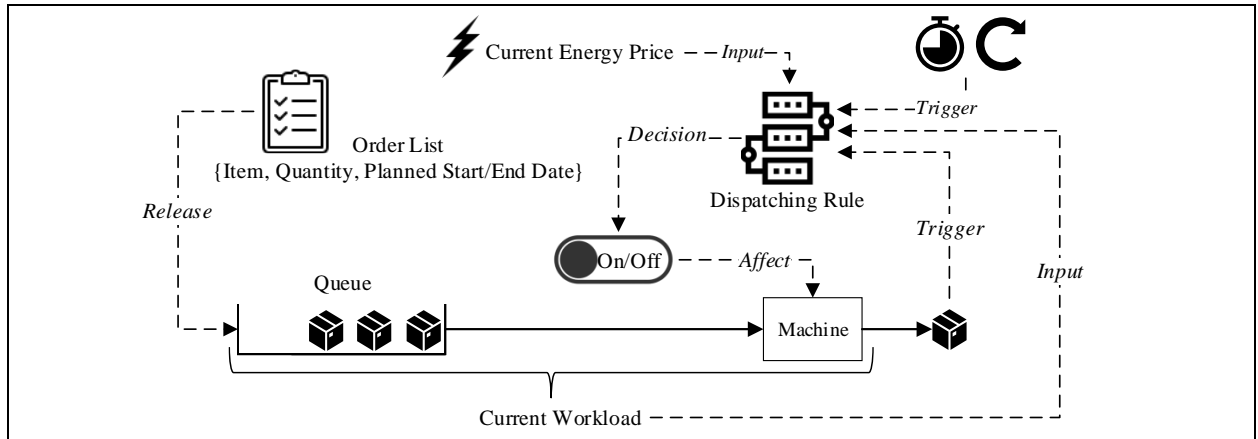 Current Energy Price
Input
Trigger
Order List
{Item, Quantity, Planned Start/End Date}
Decision
Dispatching Rule
Release
Trigger
On/Off
Affect
Input
Queue
Machine
Current Workload